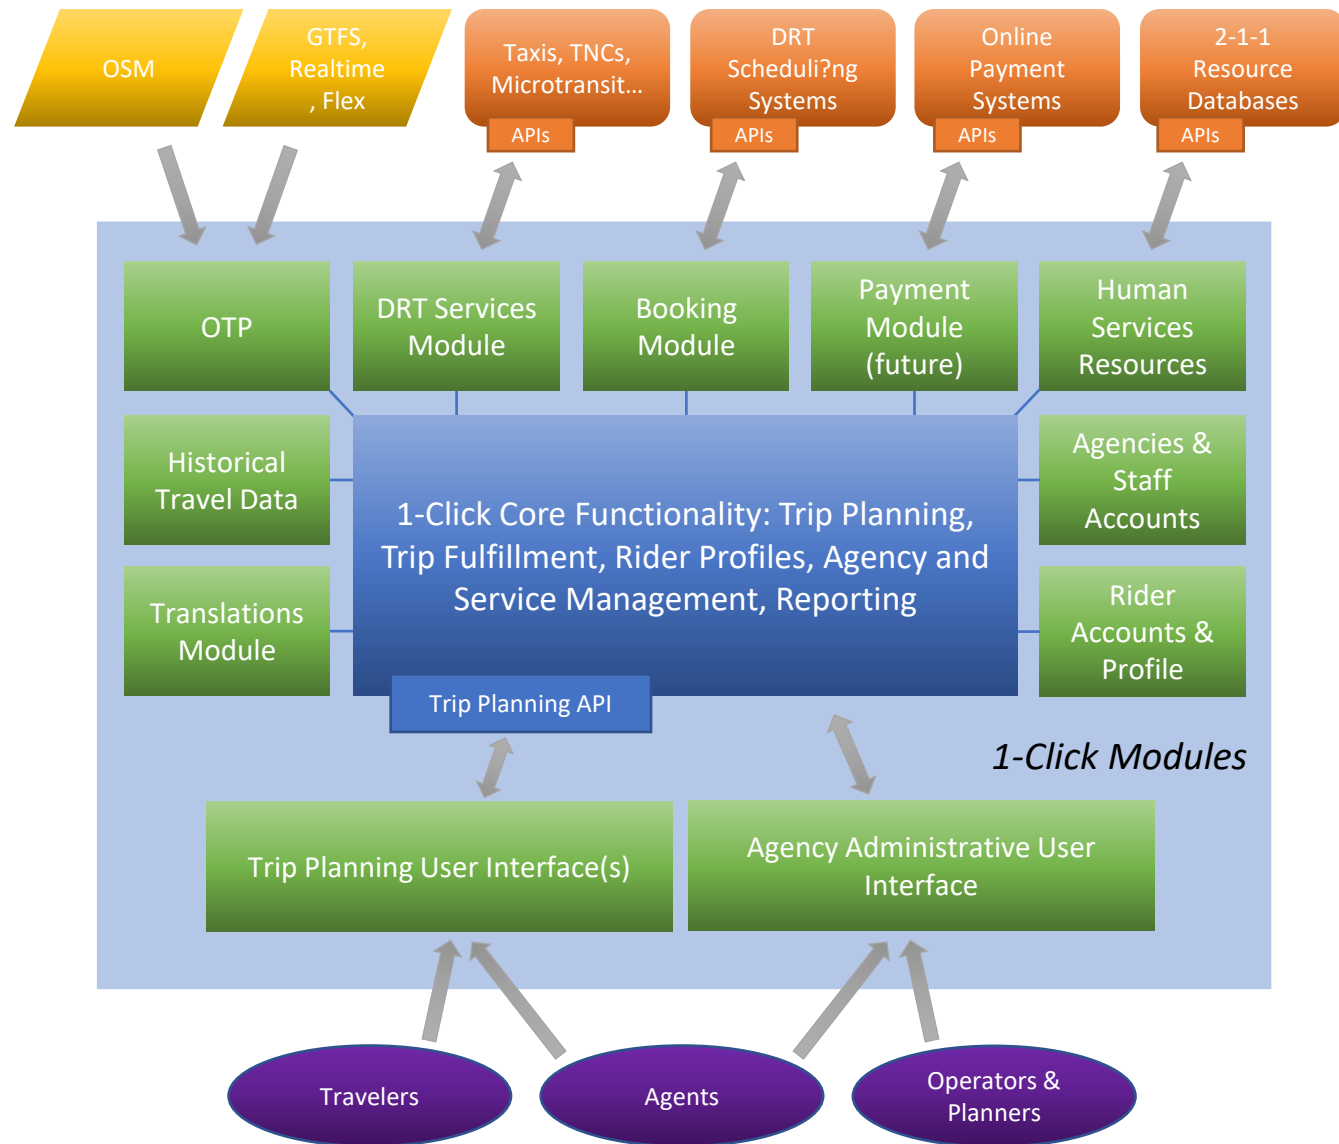 OSM
GTFS,
Realtime
, Flex
Taxis, TNCs,
Microtransit…
APIs
DRT
Scheduli?ng
Systems
APIs
Online
Payment
Systems
APIs
2-1-1
Resource
Databases
APIs
OTP
DRT Services
Module
Booking
Module
Payment
Module
(future)
Human
Services
Resources
Historical
Travel Data
1-Click Core Functionality: Trip Planning,
Trip Fulfillment, Rider Profiles, Agency and
Service Management, Reporting
Agencies &
Staff
Accounts
Translations
Module
Rider
Accounts &
Profile
Trip Planning API
1-Click Modules
Trip Planning User Interface(s)
Agency Administrative User
Interface
Travelers
Agents
Operators &
Planners